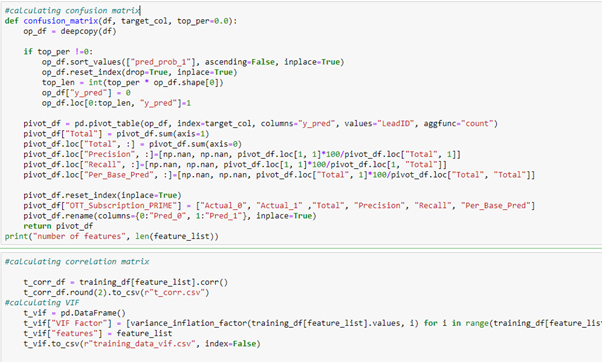 #calculating confusion matrix
def confusion_matrix(df, target_col, top_per=0.0):
    op_df = deepcopy(df)
    if top_per !=0:
        op_df.sort_values(["pred_prob_1"], ascending=False, inplace=True)
        op_df.reset_index(drop=True, inplace=True)
        top_len = int(top_per * op_df.shape[0])
        op_df["y_pred"] = 0
        op_df.loc[0:top_len, "y_pred"]=1
    pivot_df = pd.pivot_table(op_df, index=target_col, columns="y_pred", values="LeadID", aggfunc="count")
    pivot_df["Total"] = pivot_df.sum(axis=1)
    pivot_df.loc["Total", :] = pivot_df.sum(axis=0)
    pivot_df.loc["Precision", :]=[np.nan, np.nan, pivot_df.loc[1, 1]*100/pivot_df.loc["Total", 1]]
    pivot_df.loc["Recall", :]=[np.nan, np.nan, pivot_df.loc[1, 1]*100/pivot_df.loc[1, "Total"]]
    pivot_df.loc["Per_Base_Pred", :]=[np.nan, np.nan, pivot_df.loc["Total", 1]*100/pivot_df.loc["Total", "Total"]]
    pivot_df.reset_index(inplace=True)
    pivot_df["OTT_Subscription_PRIME"] = ["Actual_0", "Actual_1" ,"Total", "Precision", "Recall", "Per_Base_Pred"]
    pivot_df.rename(columns={0:"Pred_0", 1:"Pred_1"}, inplace=True)
    return pivot_df
print("number of features", len(feature_list))
#calculating correlation matrix
    t_corr_df = training_df[feature_list].corr()
    t_corr_df.round(2).to_csv(r"t_corr.csv")
#calculating VIF
    t_vif = pd.DataFrame()
    t_vif["VIF Factor"] = [variance_inflation_factor(training_df[feature_list].values, i) for i in range(training_df[feature_list
    t_vif["features"] = feature_list
    t_vif.to_csv(r"training_data_vif.csv", index=False)